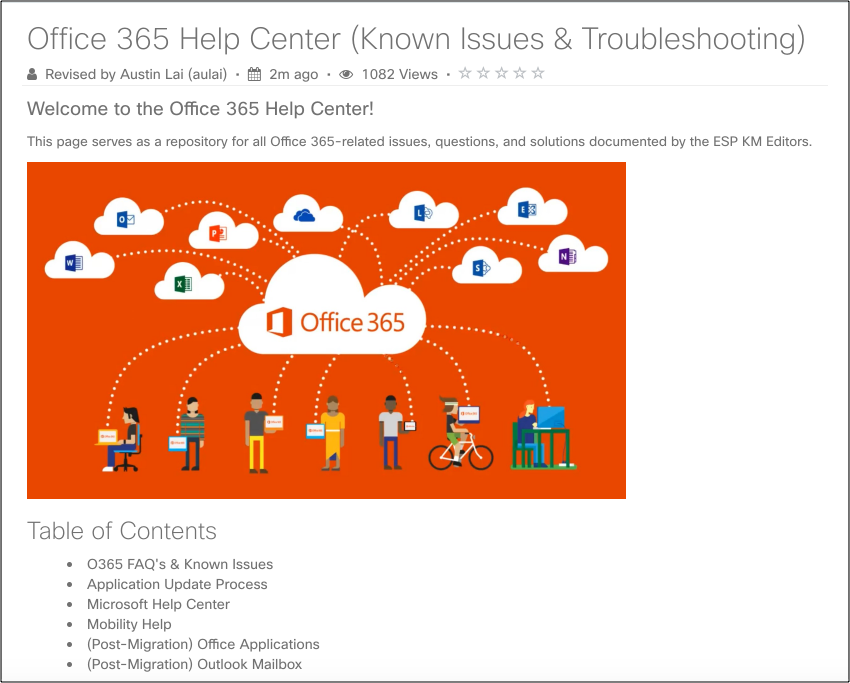 Office 365 Help Center (Known Issues & Troubleshooting)
Revised by Austin Lai (aulai) · 2m ago · 1082 Views ·
Welcome to the Office 365 Help Center!
This page serves as a repository for all Office 365-related issues, questions, and solutions documented by the ESP KM Editors.
O
L
E
P
W
N
S
X
Office 365
Table of Contents
• O365 FAQ's & Known Issues
• Application Update Process
• Microsoft Help Center
• Mobility Help
• (Post-Migration) Office Applications
• (Post-Migration) Outlook Mailbox